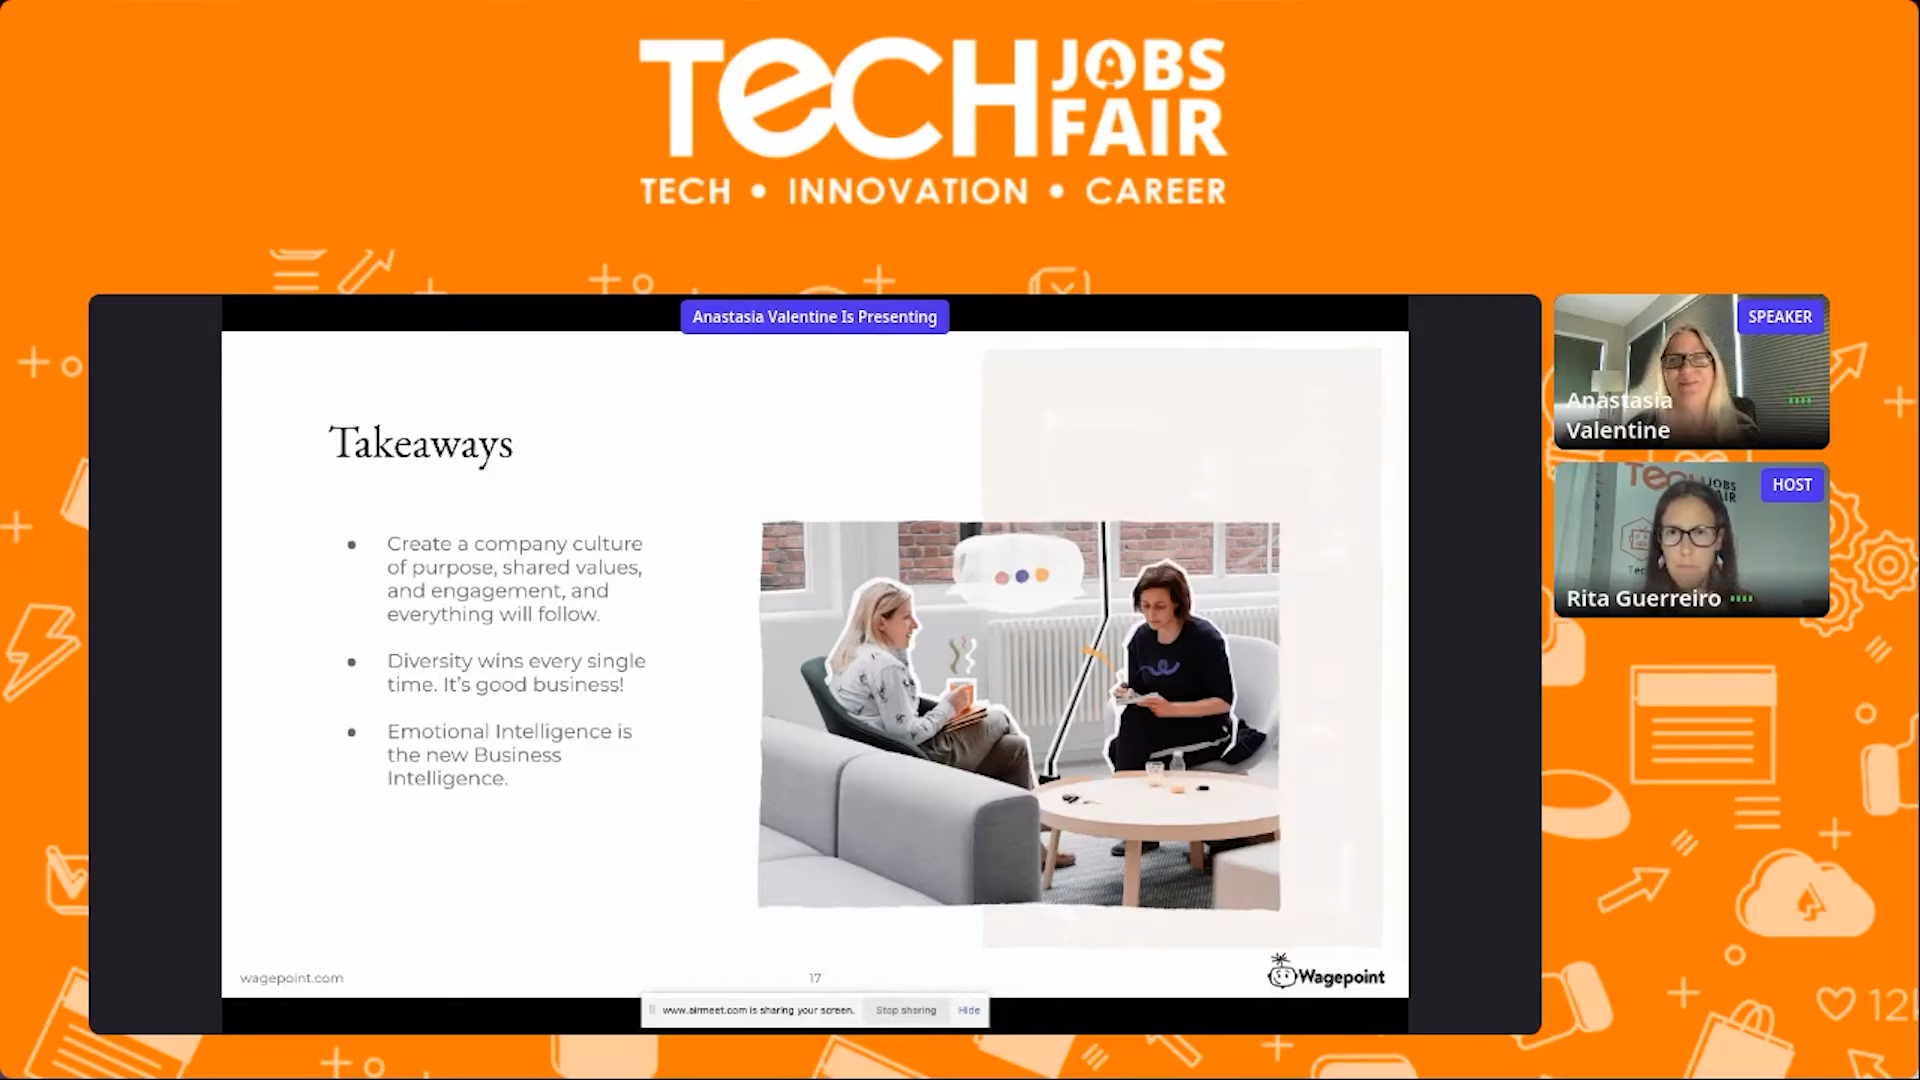 TECH JOBS
FAIR
TECH • INNOVATION • CAREER
Anastasia Valentine Is Presenting
SPEAKER
Anastasia
Valentine
HOST
TECH JOBS
FAIR
Rita Guerreiro
Takeaways
• Create a company culture
of purpose, shared values,
and engagement, and
everything will follow.
• Diversity wins every single
time. It's good business!
• Emotional Intelligence is
the new Business
Intelligence.
wagepoint.com
17
Wagepoint
www.airmeet.com is sharing your screen.
Stop sharing
Hide